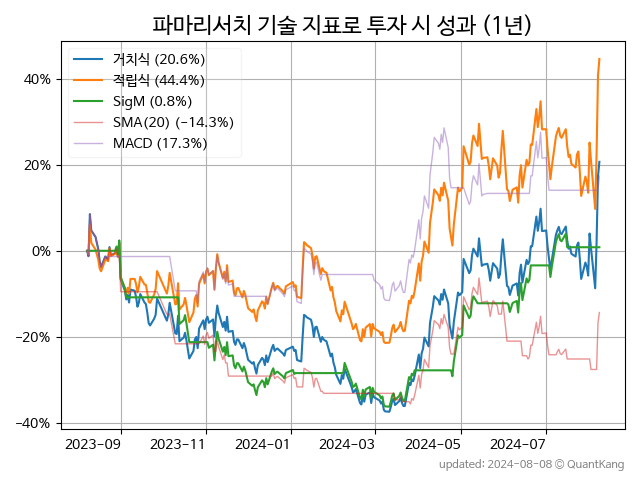 파마리서치 기술 지표로 투자 시 성과 (1년)
거치식 (20.6%)
적립식 (44.4%)
SigM (0.8%)
SMA(20) (−14.3%)
MACD (17.3%)
40%
20%
0%
−20%
−40%
2023-09 2023-11 2024-01 2024-03 2024-05 2024-07
updated: 2024-08-08 © QuantKang